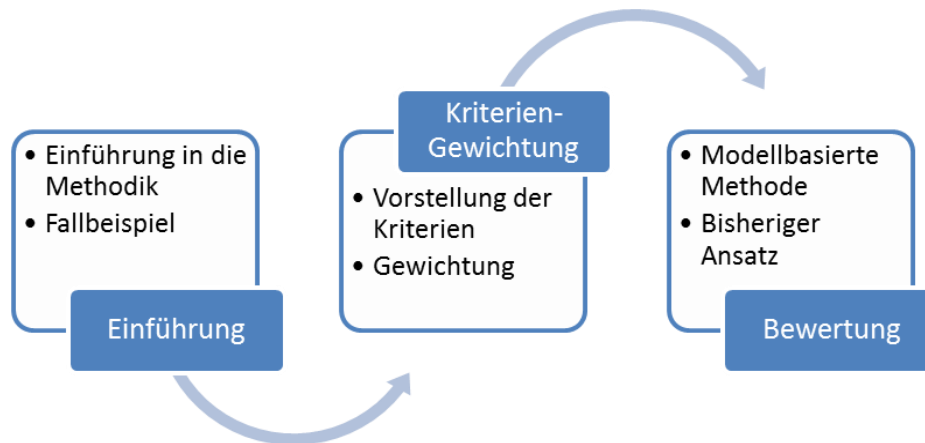 • Einführung in die
Methodik
• Fallbeispiel
Einführung
Kriterien-
Gewichtung
• Vorstellung der
Kriterien
• Gewichtung
• Modellbasierte
Methode
• Bisheriger
Ansatz
Bewertung